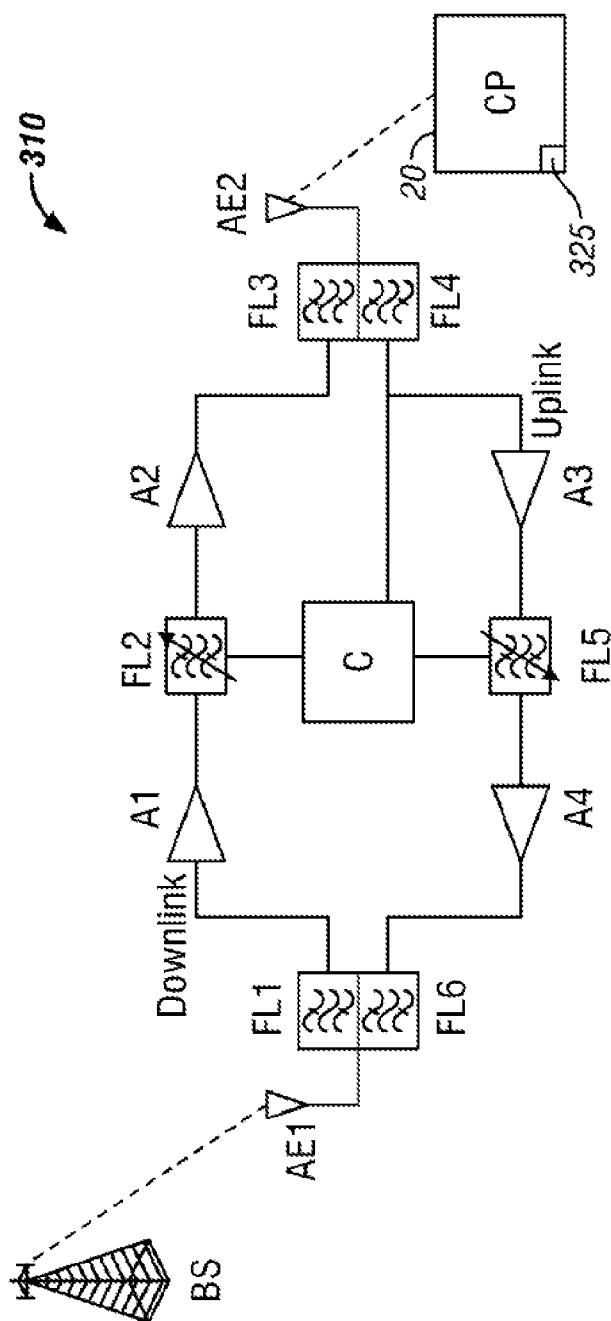 310
BS
AE1
FL1
FL6
Downlink
A1
FL2
A2
C
FL3
FL4
AE2
A4
FL5
A3
Uplink
20
CP
325